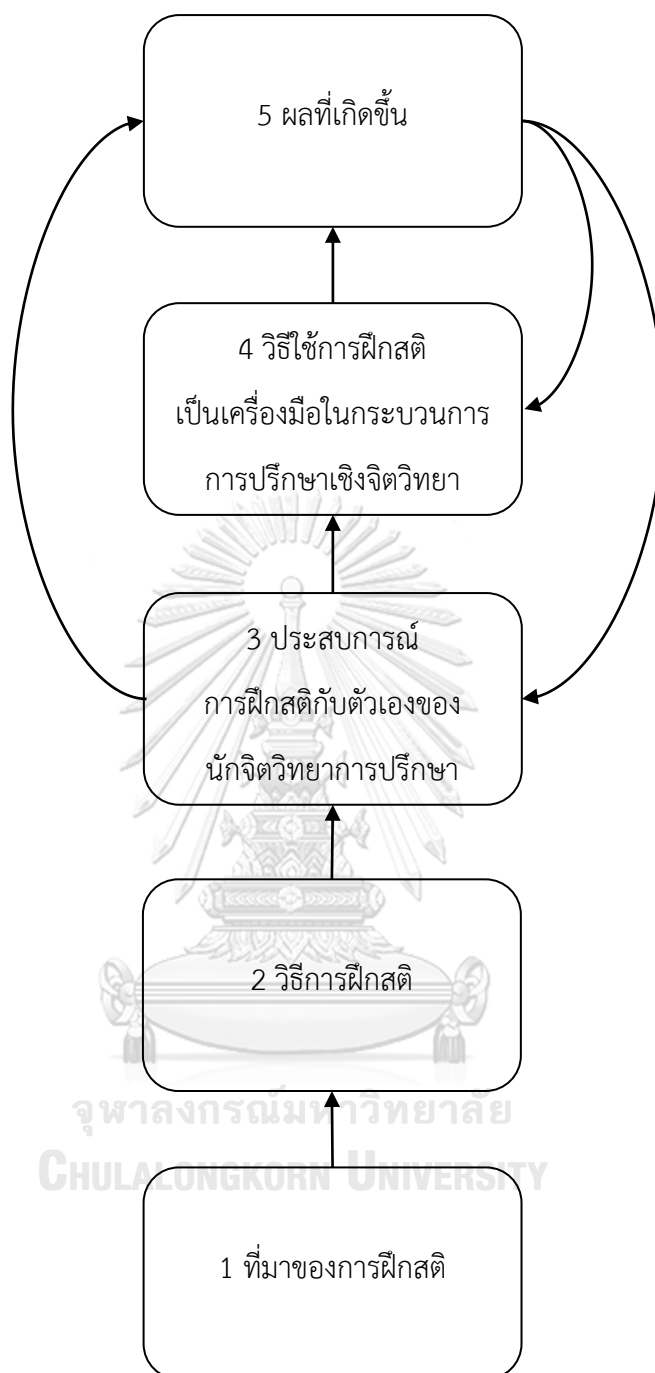 5 ผลที่เกิดขึ้น
4 วิธีใช้การฝึกสติ
เป็นเครื่องมือในกระบวนการ
การปรึกษาเชิงจิตวิทยา
3 ประสบการณ์
การฝึกสติกับตัวเองของ
นักจิตวิทยาการปรึกษา
2 วิธีการฝึกสติ
จุฬาลงกรณ์มหาวิทยาลัย
CHULALONGKORN UNIVERSITY
1 ที่มาของการฝึกสติ